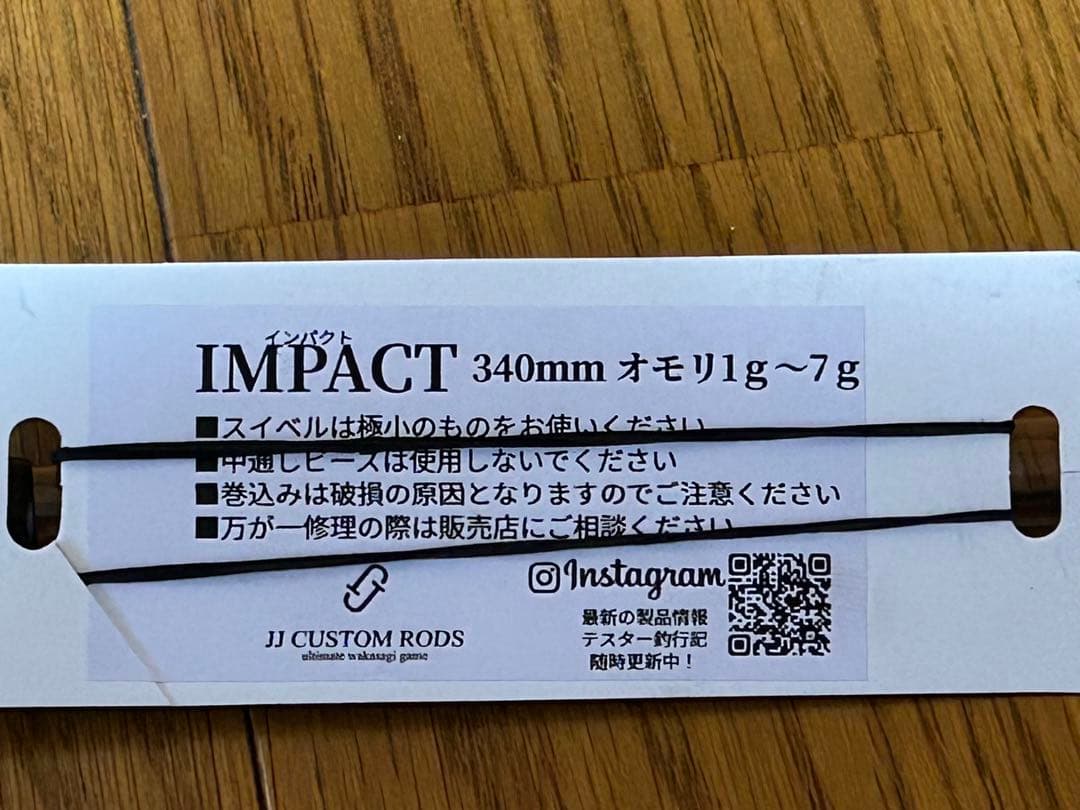 インパクト
IMPACT 340mm オモリ1g～7g
■スイベルは極小のものをお使いください
■中通しビーズは使用しないでください
■巻込みは破損の原因となりますのでご注意ください
■万が一修理の際は販売店にご相談ください
Instagram
最新の製品情報
テスター釣行記
随時更新中！
JJ CUSTOM RODS
ultimate wakasagi game